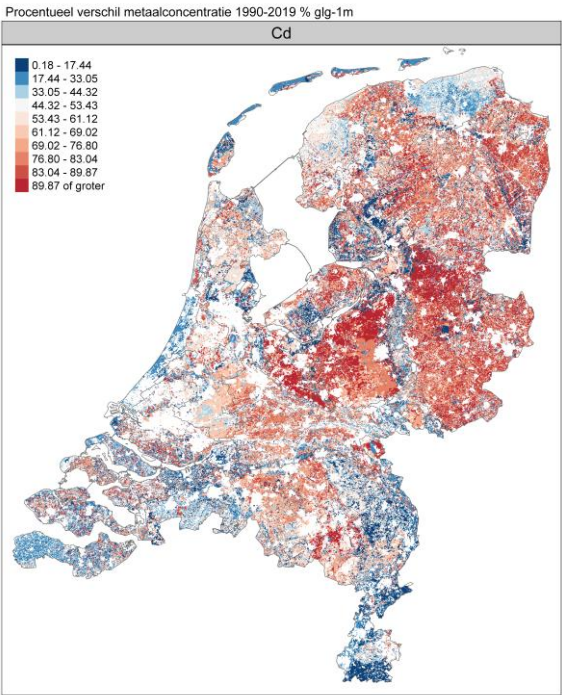 Procentueel verschil metaalconcentratie 1990-2019 % glg-1m
Cd
0.18 - 17.44
17.44 - 33.05
33.05 - 44.32
44.32 - 53.43
53.43 - 61.12
61.12 - 69.02
69.02 - 76.80
76.80 - 83.04
83.04 - 89.87
89.87 of groter